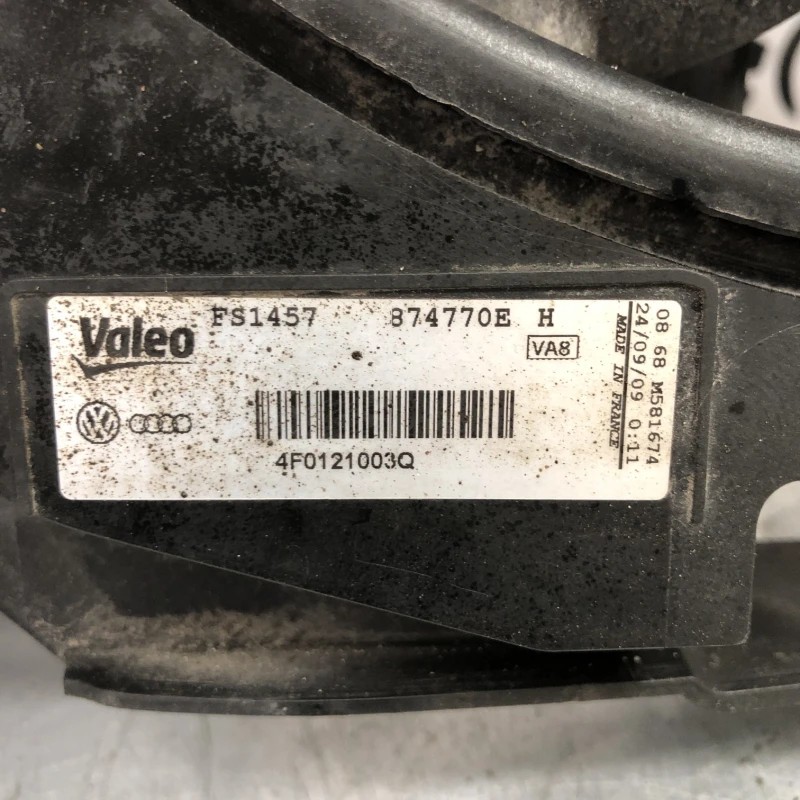 Valeo
FS1457 874770E H
VA8
4F0121003Q
MADE IN FRANCE
08 68 M581674
24/09/09 0:11